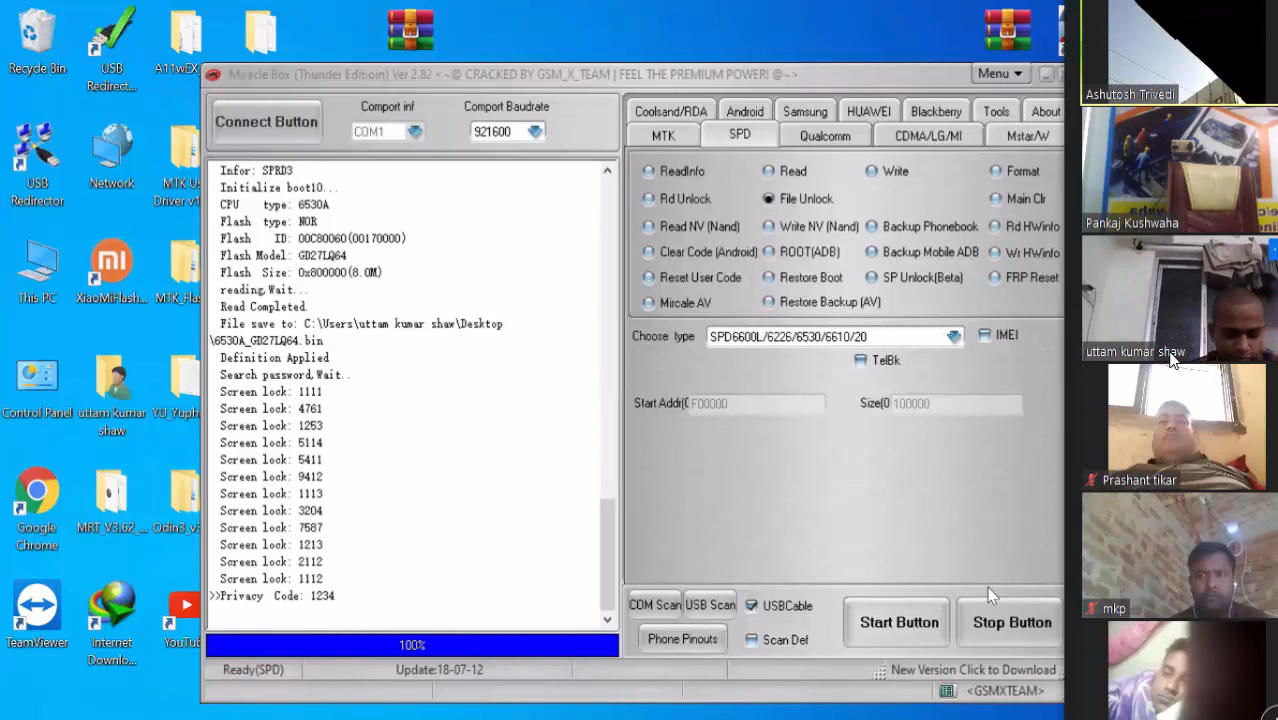 Recycle Bin
USB
Redirect...
A11wEX_
Miracle Box (Thunder Edition) Ver 2.82 <~@ CRACKED BY GSM_X_TEAM | FEEL THE PREMIUM POWER! @~>
Menu
Connect Button
Comport inf
Comport Baudrate
COM1
921600
Coolsand/RDA
Android
Samsung
HUAWEI
Blackberry
Tools
About
MTK
SPD
Qualcomm
CDMA/LG/MI
Mstar/W
Infor: SPRD3
Initialize boot10...
CPU type: 6530A
Flash type: NOR
Flash ID: 00C80060(00170000)
Flash Model: GD27LQ64
Flash Size: 0x800000(8.0M)
reading,Wait...
Read Completed.
File save to: C:\Users\uttam kumar shaw\Desktop
\6530A_GD27LQ64.bin
Definition Applied
Search password,Wait..
Screen lock: 1111
Screen lock: 4761
Screen lock: 1253
Screen lock: 5114
Screen lock: 5411
Screen lock: 9412
Screen lock: 1113
Screen lock: 3204
Screen lock: 7587
Screen lock: 1213
Screen lock: 2112
Screen lock: 1112
>>Privacy Code: 1234
100%
ReadInfo
Read
Write
Format
Rd Unlock
File Unlock
Main Clr
Read NV (Nand)
Write NV (Nand)
Backup Phonebook
Rd HWinfo
Clear Code (Android)
ROOT(ADB)
Backup Mobile ADB
Wr HWinfo
Reset User Code
Restore Boot
SP Unlock(Beta)
FRP Reset
Mircale AV
Restore Backup (AV)
Choose type
SPD6600L/6226/6530/6610/20
IMEI
TelBk
Start Addr(0
F00000
Size(0
100000
COM Scan
USB Scan
USBCable
Phone Pinouts
Scan Def
Start Button
Stop Button
Ready(SPD)
Update:18-07-12
New Version Click to Download
<GSMXTEAM>
USB
Redirector
Network
MTK Us
Driver v1
This PC
XiaoMiFlash...
MTK_Flas
Control Panel
uttam kumar
shaw
YU_Yuph
Google
Chrome
MRT_V3.62_...
Odin3_v3
TeamViewer
Internet
Downlo...
YouTub
Ashutosh Trivedi
Pankaj Kushwaha
uttam kumar shaw
Prashant tikar
mkp